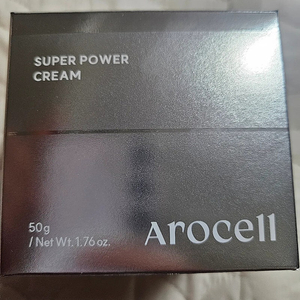 SUPER POWER
CREAM
50g
/ Net Wt. 1.76 oz.
Arocell